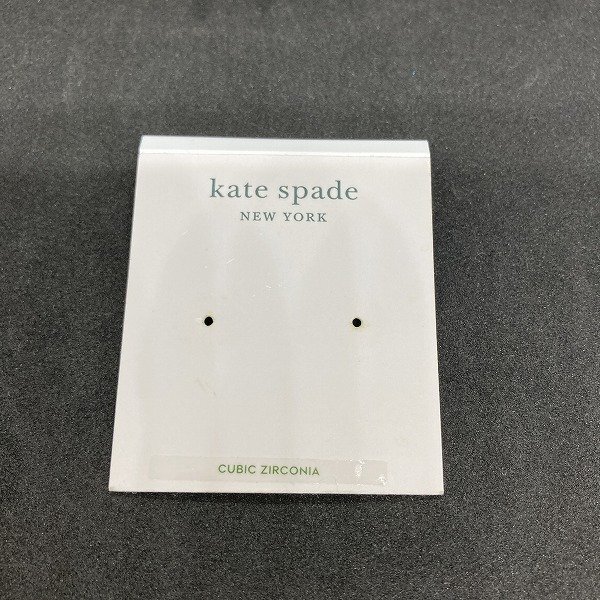 kate spade
NEW YORK
CUBIC ZIRCONIA